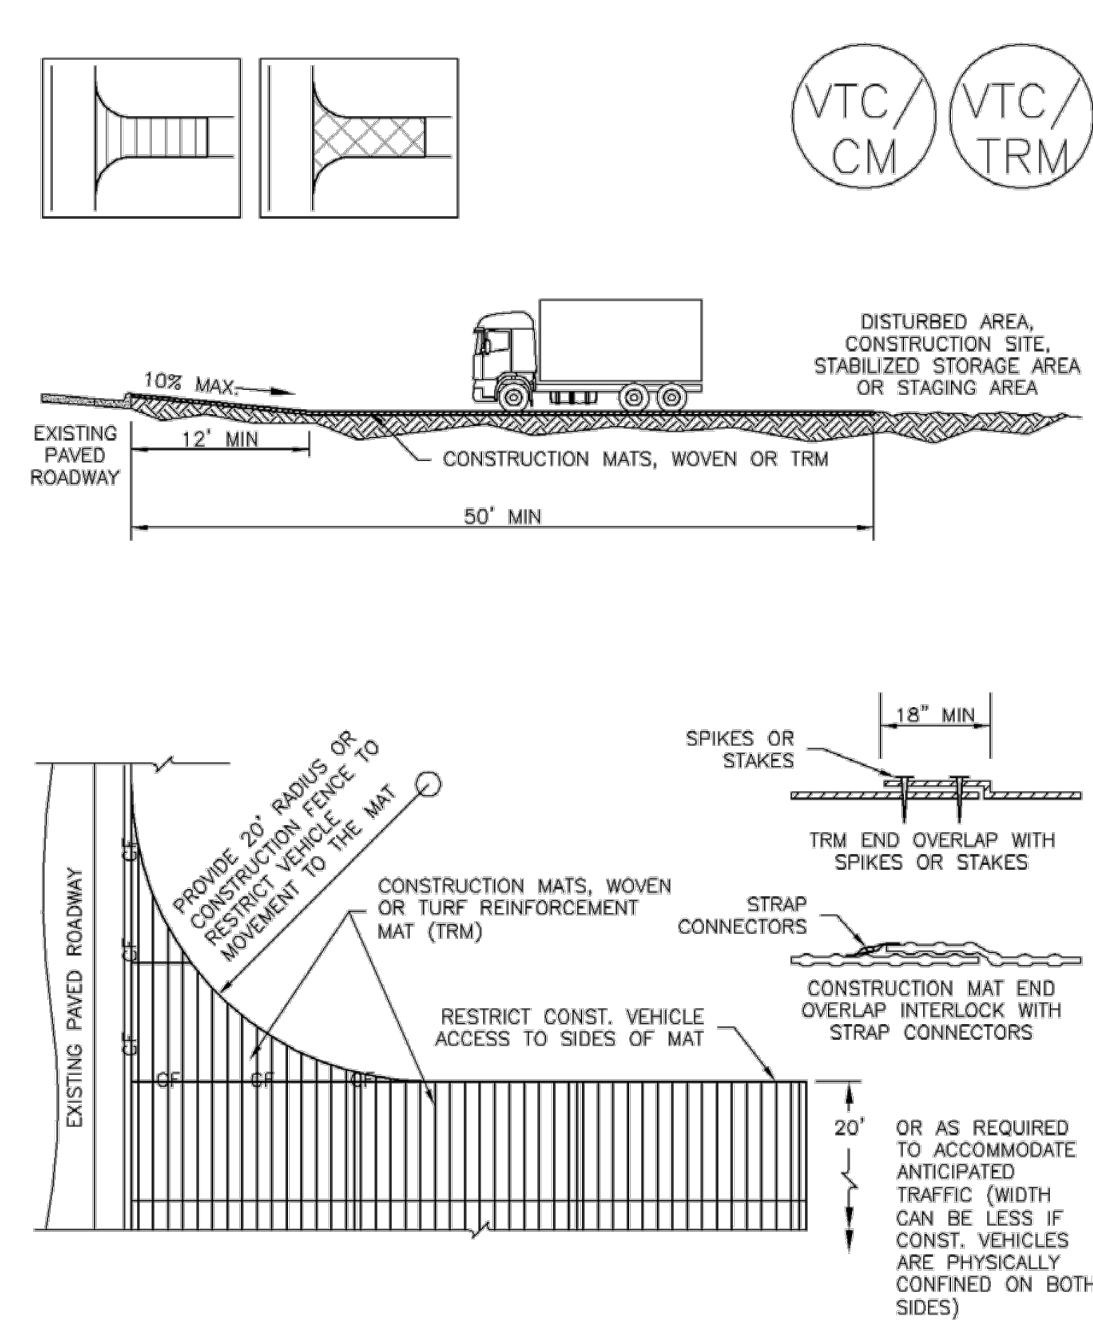 VTC/
CM
VTC/
TRM
DISTURBED AREA,
CONSTRUCTION SITE,
STABILIZED STORAGE AREA
OR STAGING AREA
10% MAX.
EXISTING
PAVED
ROADWAY
12' MIN
CONSTRUCTION MATS, WOVEN OR TRM
50' MIN
18" MIN
SPIKES OR
STAKES
TRM END OVERLAP WITH
SPIKES OR STAKES
PROVIDE 20' RADIUS OR
CONSTRUCTION FENCE TO
RESTRICT VEHICLE
MOVEMENT TO THE MAT
CONSTRUCTION MATS, WOVEN
OR TURF REINFORCEMENT
MAT (TRM)
STRAP
CONNECTORS
CONSTRUCTION MAT END
OVERLAP INTERLOCK WITH
STRAP CONNECTORS
RESTRICT CONST. VEHICLE
ACCESS TO SIDES OF MAT
EXISTING PAVED ROADWAY
CF
CF
CF
CF
CF
CF
20'
OR AS REQUIRED
TO ACCOMMODATE
ANTICIPATED
TRAFFIC (WIDTH
CAN BE LESS IF
CONST. VEHICLES
ARE PHYSICALLY
CONFINED ON BOTH
SIDES)